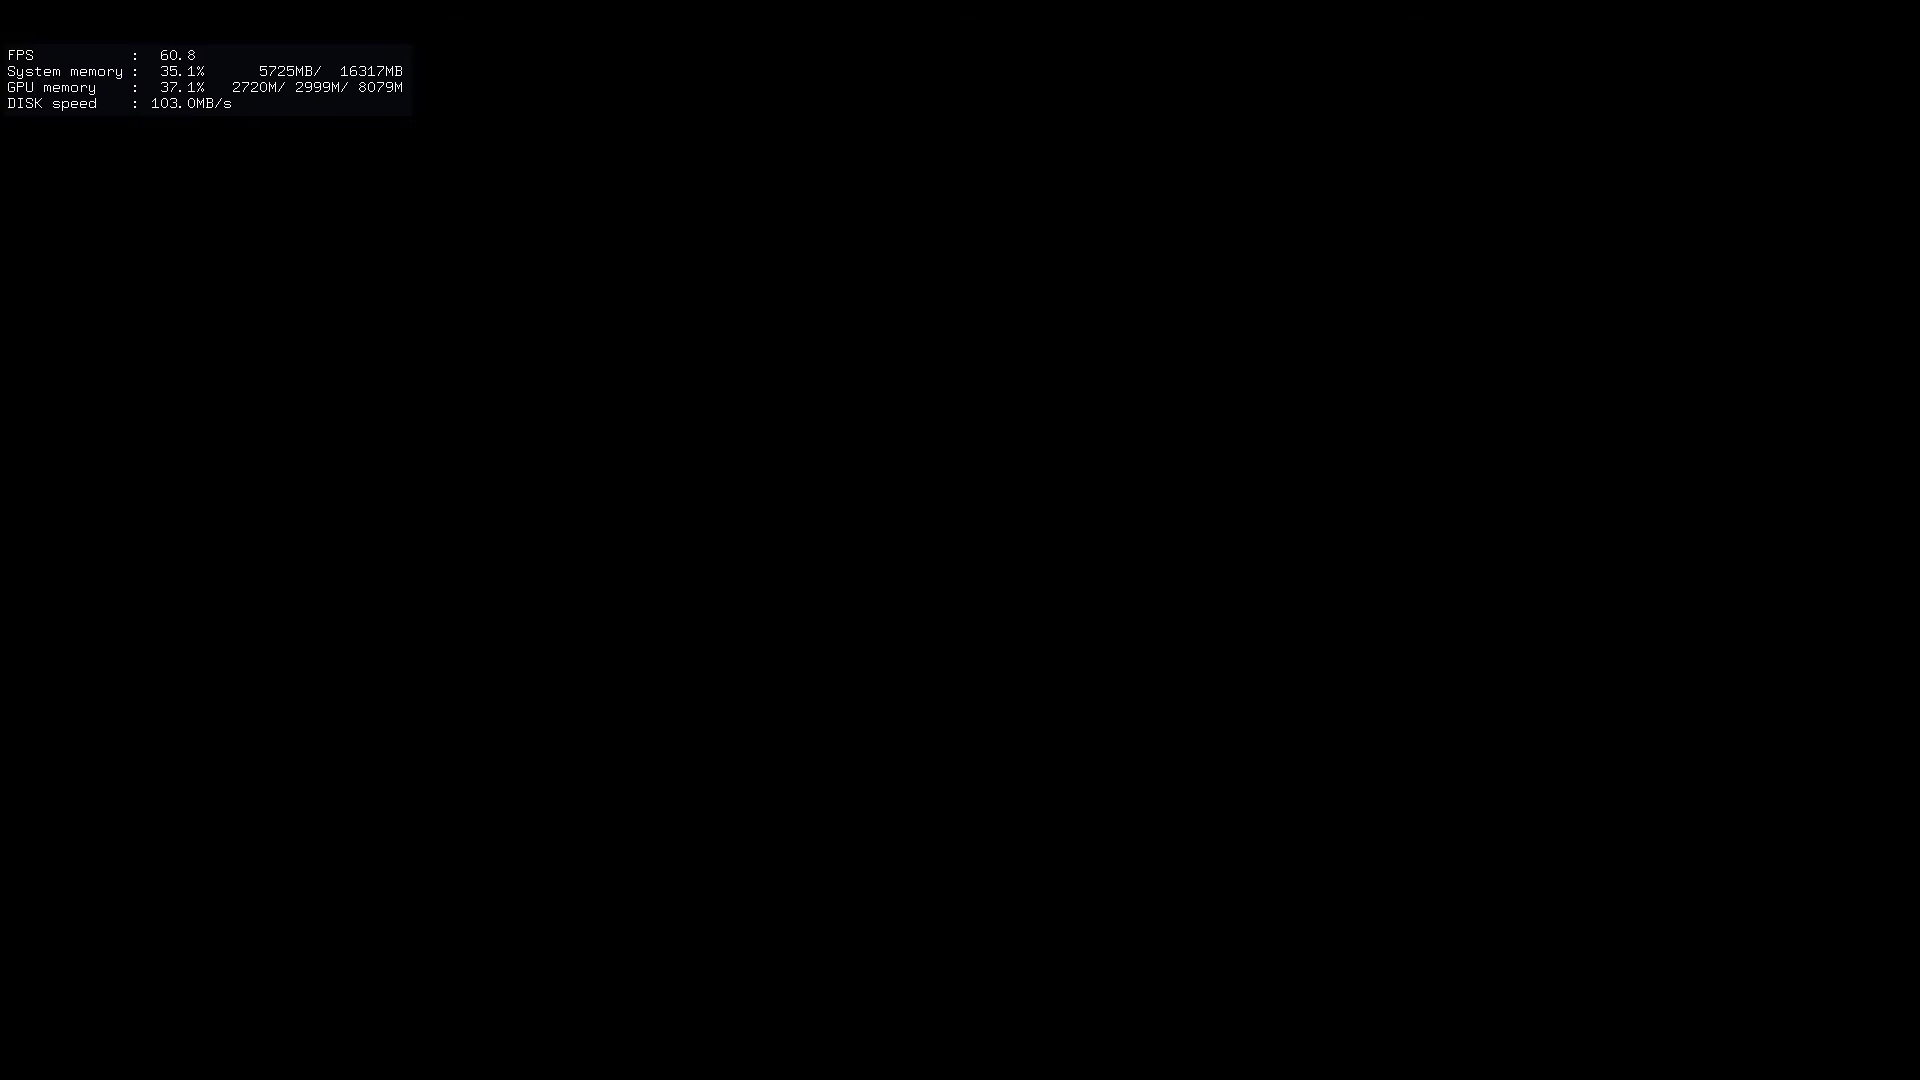 FPS : 60.8
System memory : 35.1% 5725MB/ 16317MB
GPU memory : 37.1% 2720M/ 2999M/ 8079M
DISK speed : 103.0MB/s